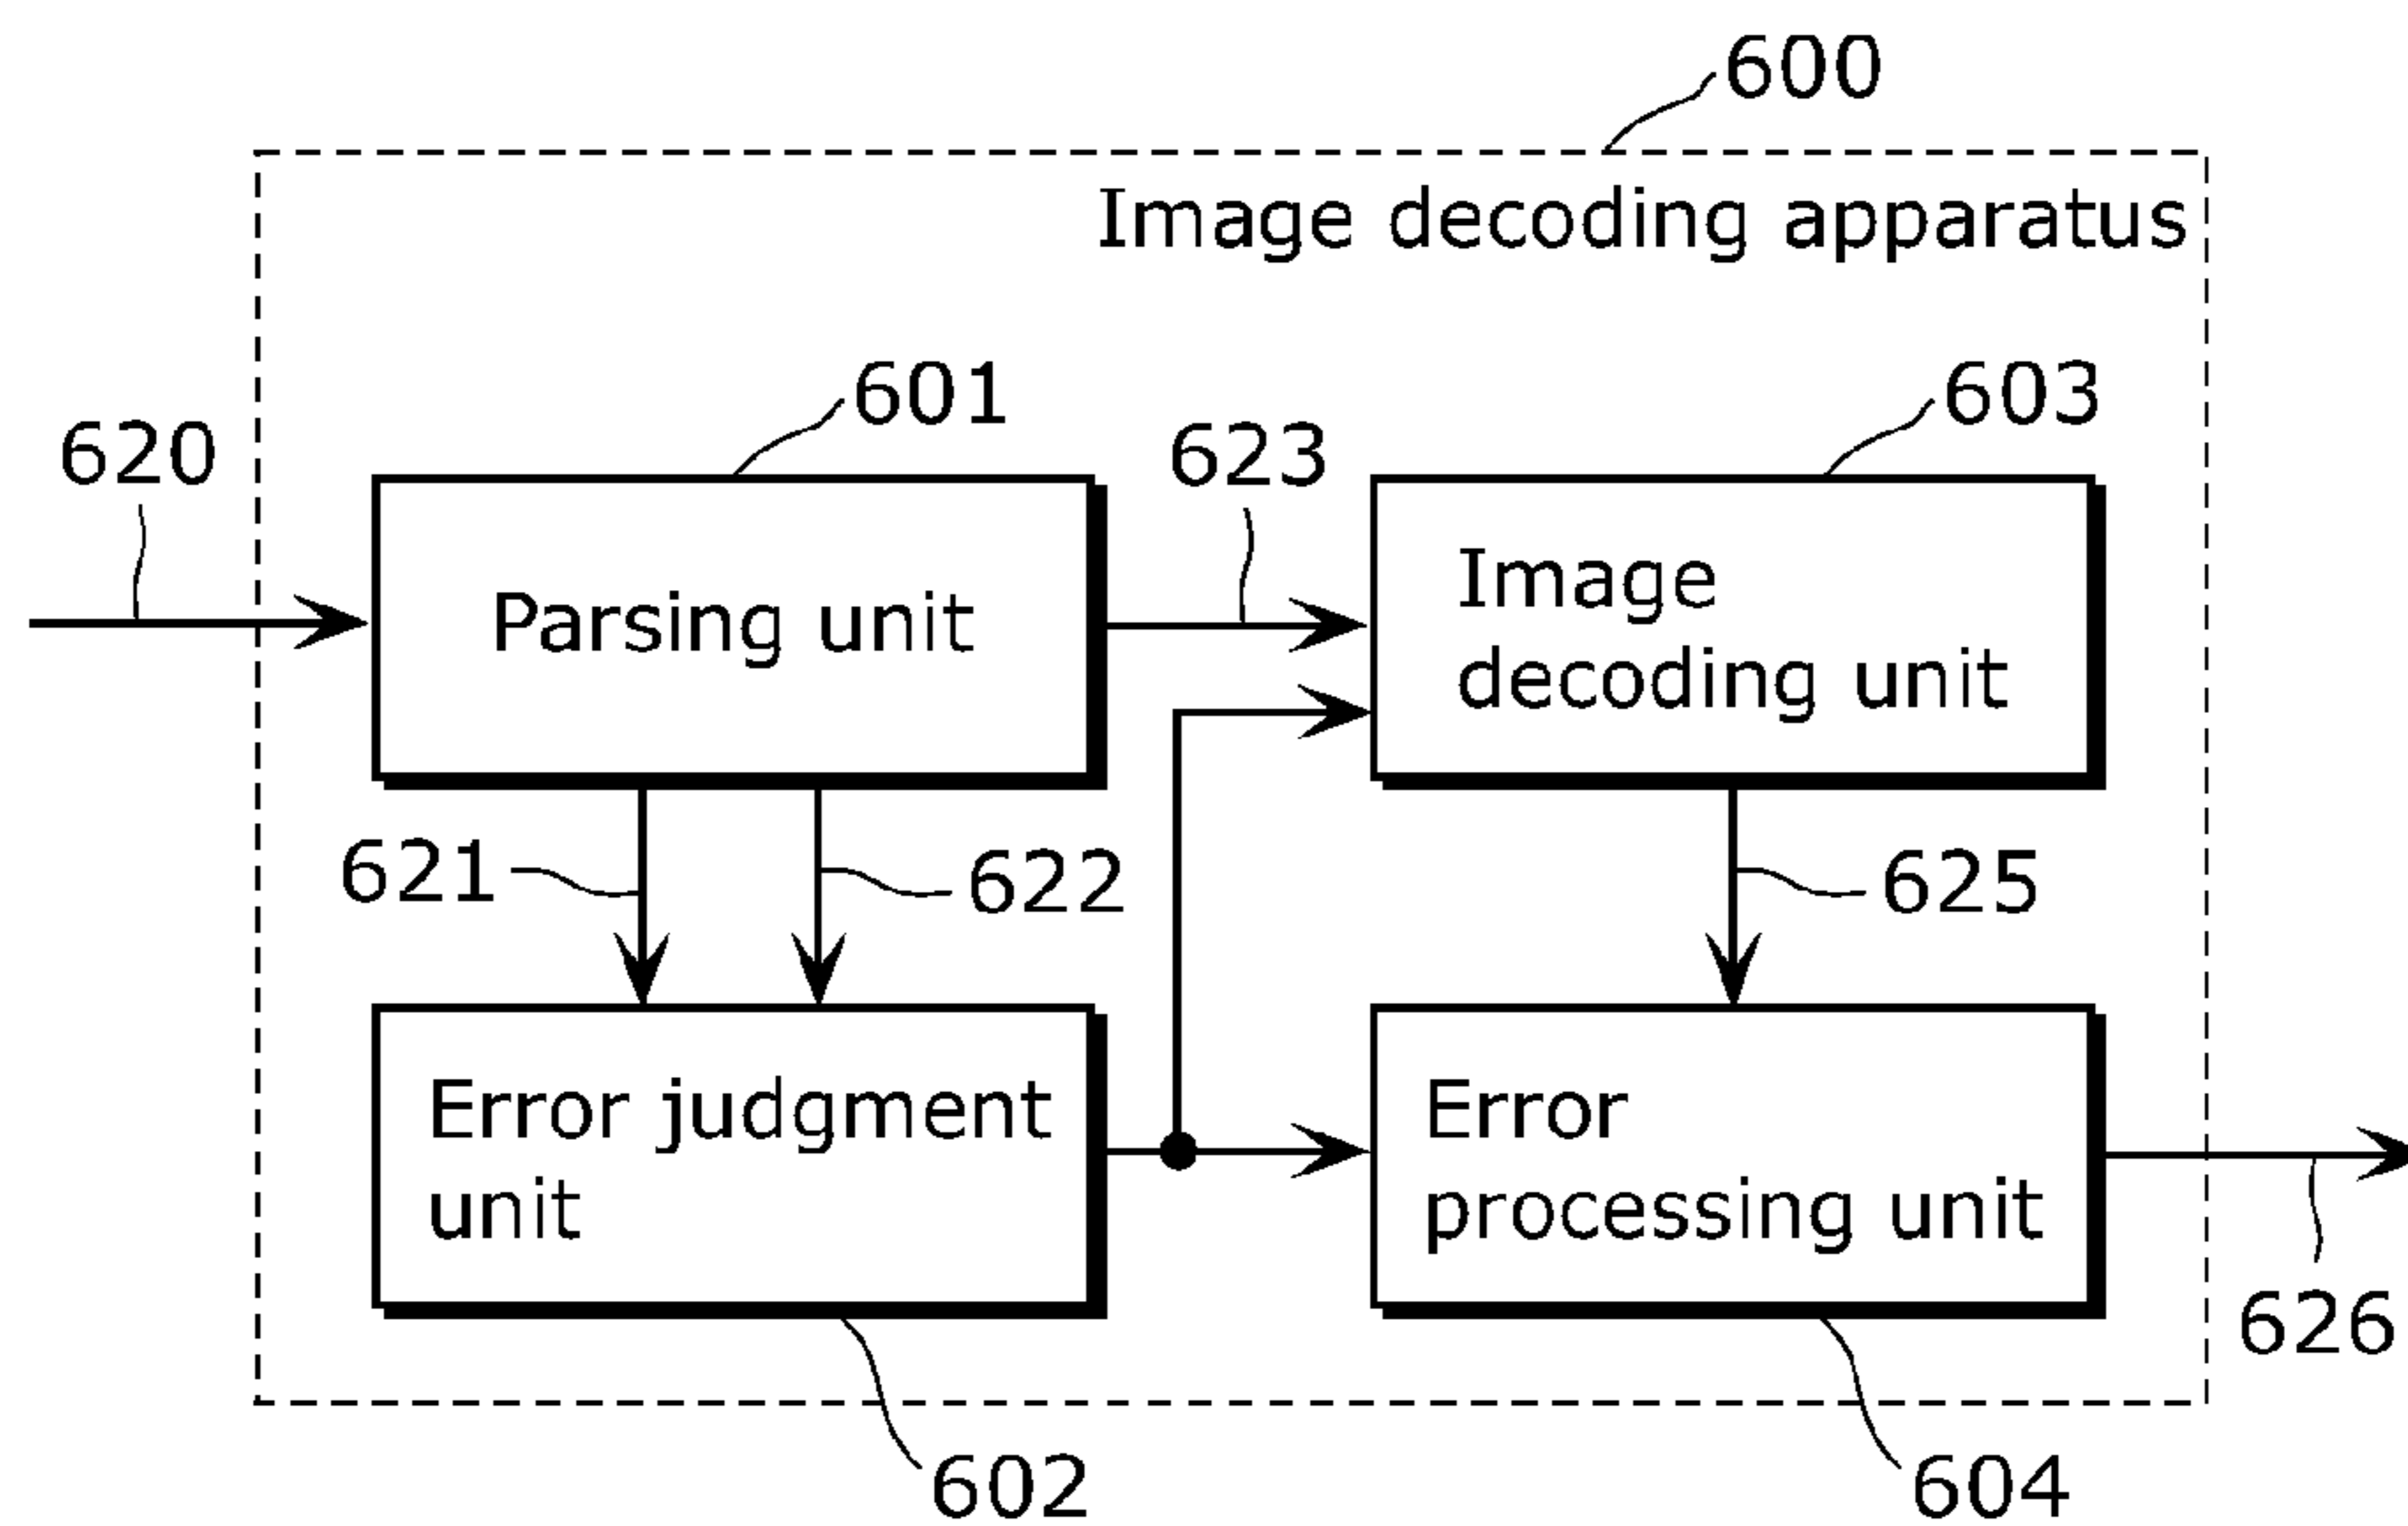 600
Image decoding apparatus
601
603
620
623
Parsing unit
Image
decoding unit
621
622
625
Error judgment
unit
Error
processing unit
626
602
604